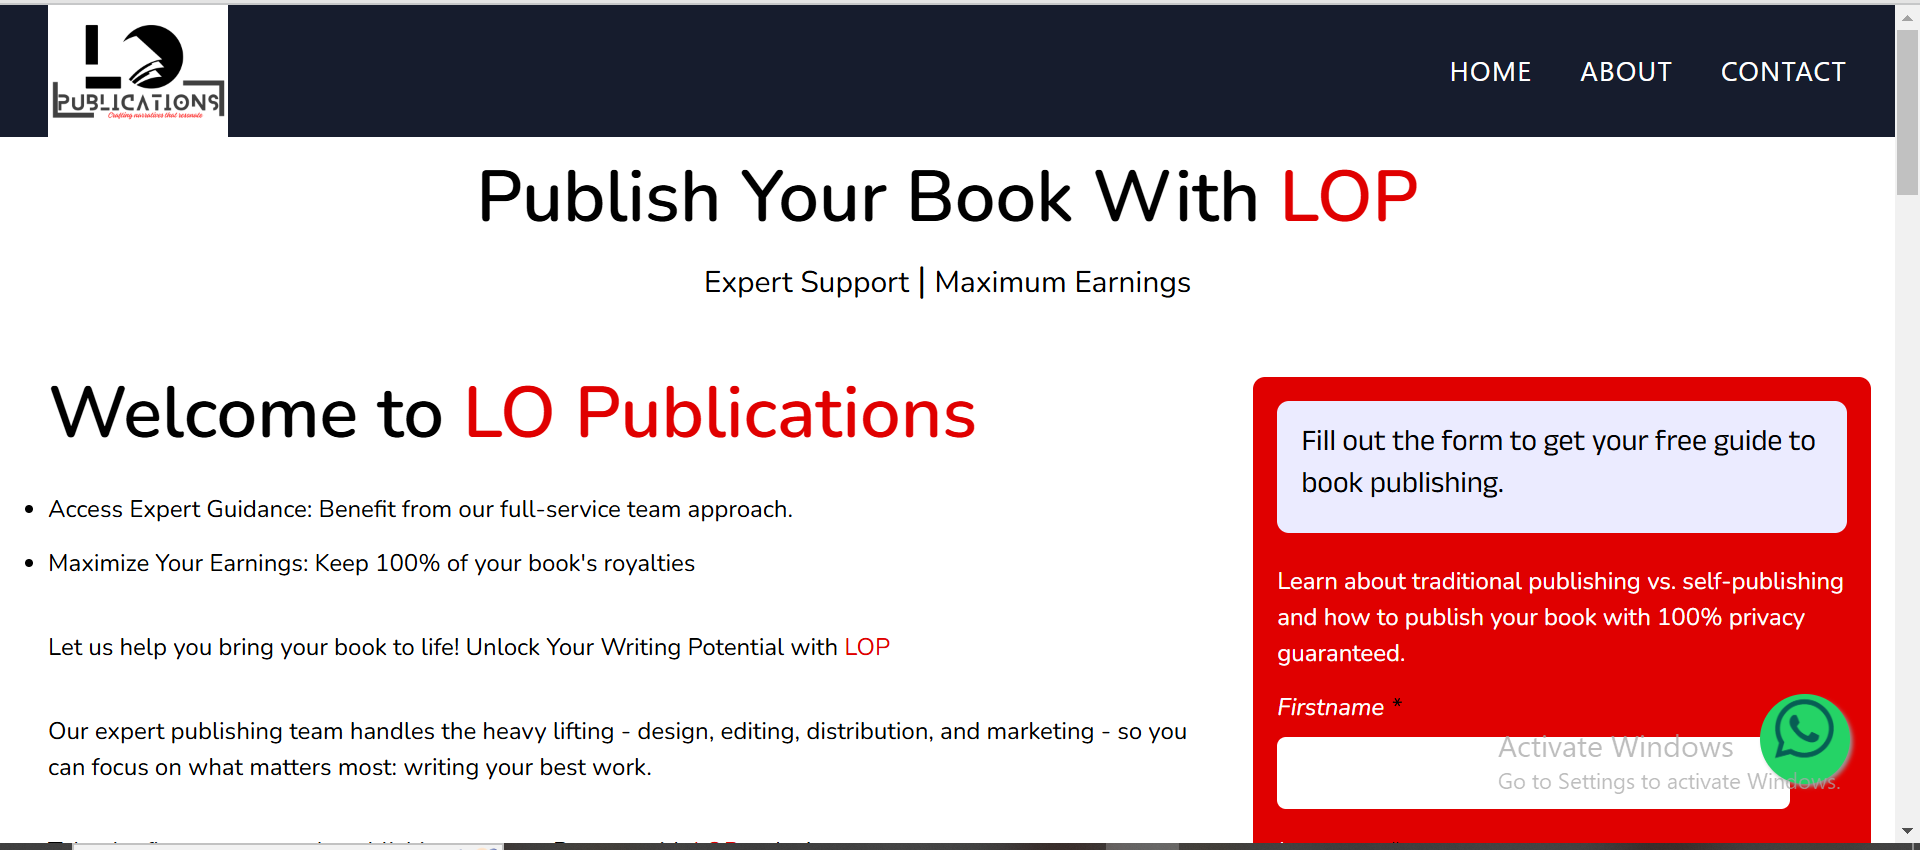 LO
PUBLICATIONS
Crafting narratives that resonate
HOME ABOUT CONTACT
Publish Your Book With LOP
Expert Support | Maximum Earnings
Welcome to LO Publications
Access Expert Guidance: Benefit from our full-service team approach.
Maximize Your Earnings: Keep 100% of your book's royalties
Let us help you bring your book to life! Unlock Your Writing Potential with LOP
Our expert publishing team handles the heavy lifting - design, editing, distribution, and marketing - so you
can focus on what matters most: writing your best work.
Fill out the form to get your free guide to
book publishing.
Learn about traditional publishing vs. self-publishing
and how to publish your book with 100% privacy
guaranteed.
Firstname *
Activate Windows
Go to Settings to activate Windows.